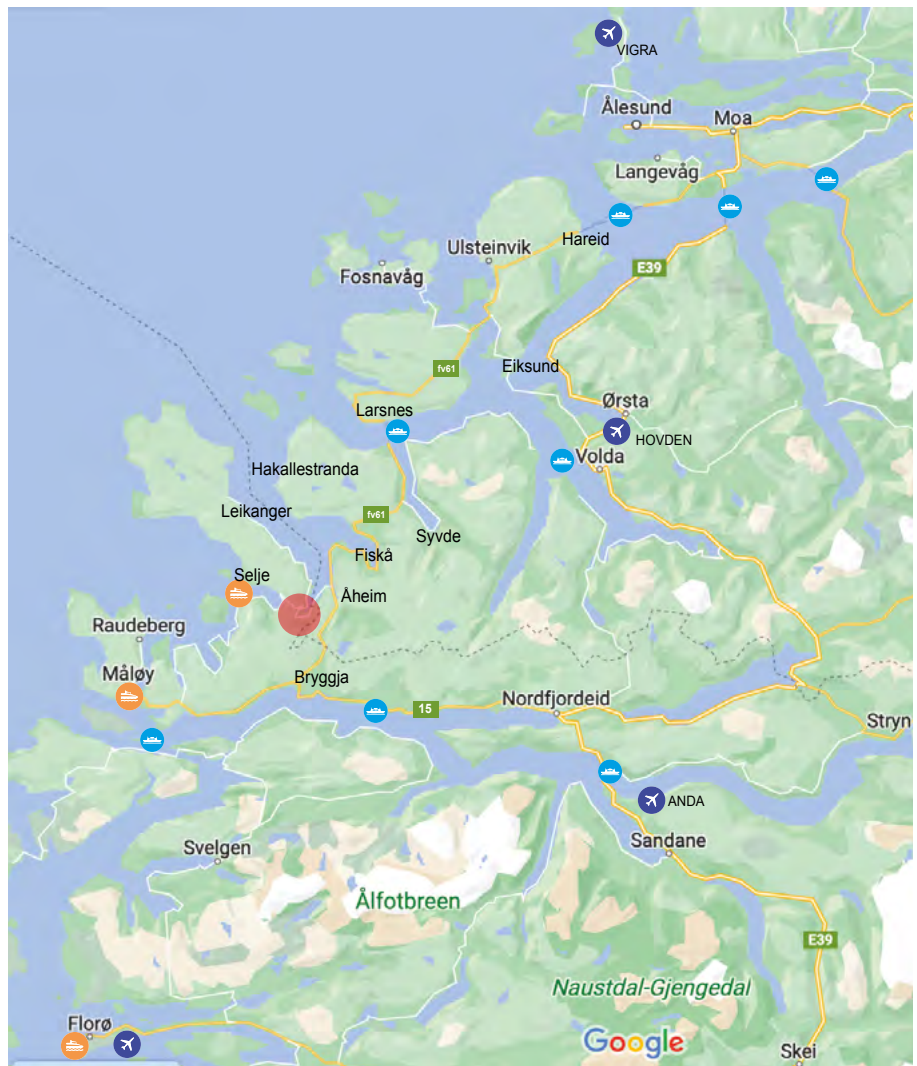 VIGRA
Ålesund
Moa
Langevåg
Hareid
Ulsteinvik
Fosnavåg
E39
Eiksund
fv61
Ørsta
Larsnes
HOVDEN
Volda
Hakallestranda
Leikanger
fv61
Syvde
Fiskå
Selje
Åheim
Raudeberg
Måløy
Bryggja
Nordfjordeid
15
Stryn
ANDA
Sandane
Svelgen
Ålfotbreen
E39
Naustdal-Gjengedal
Florø
Google
Skei